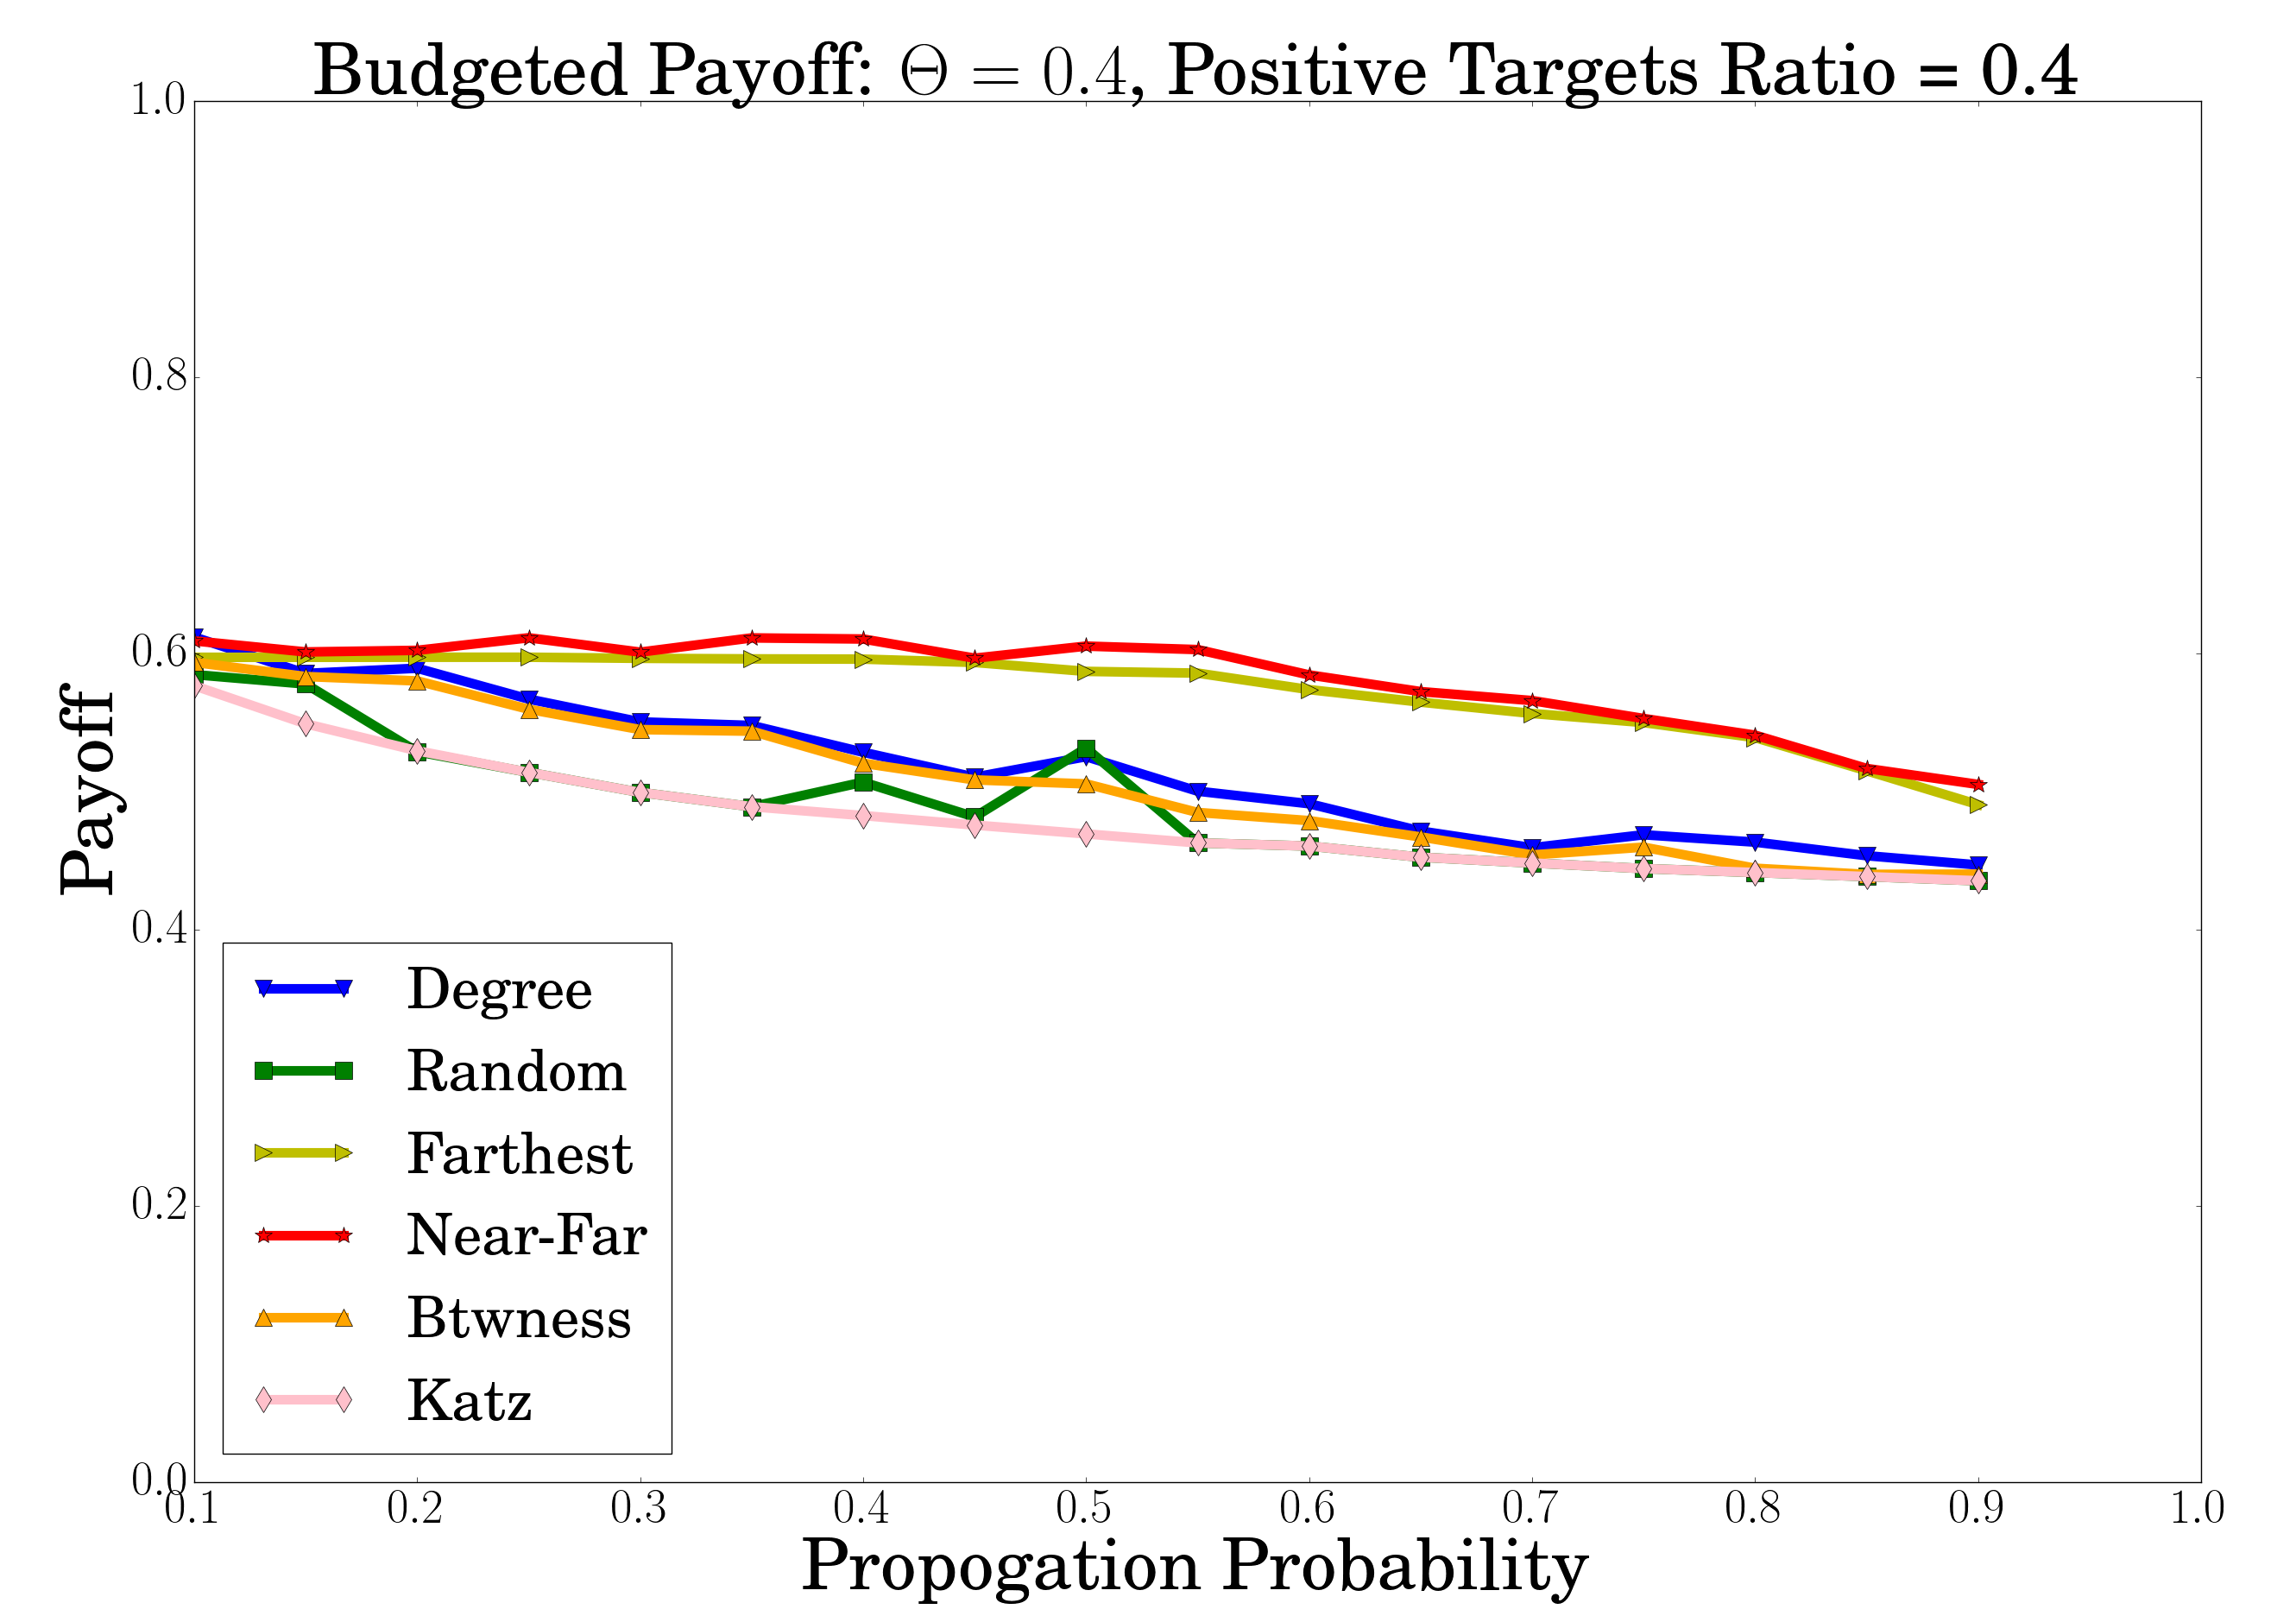 Budgeted Payoff: Θ = 0.4, Positive Targets Ratio = 0.4
1.0
0.8
0.6
0.4
0.2
0.0
Payoff
Degree
Random
Farthest
Near-Far
Btwness
Katz
0.1 0.2 0.3 0.4 0.5 0.6 0.7 0.8 0.9 1.0
Propogation Probability